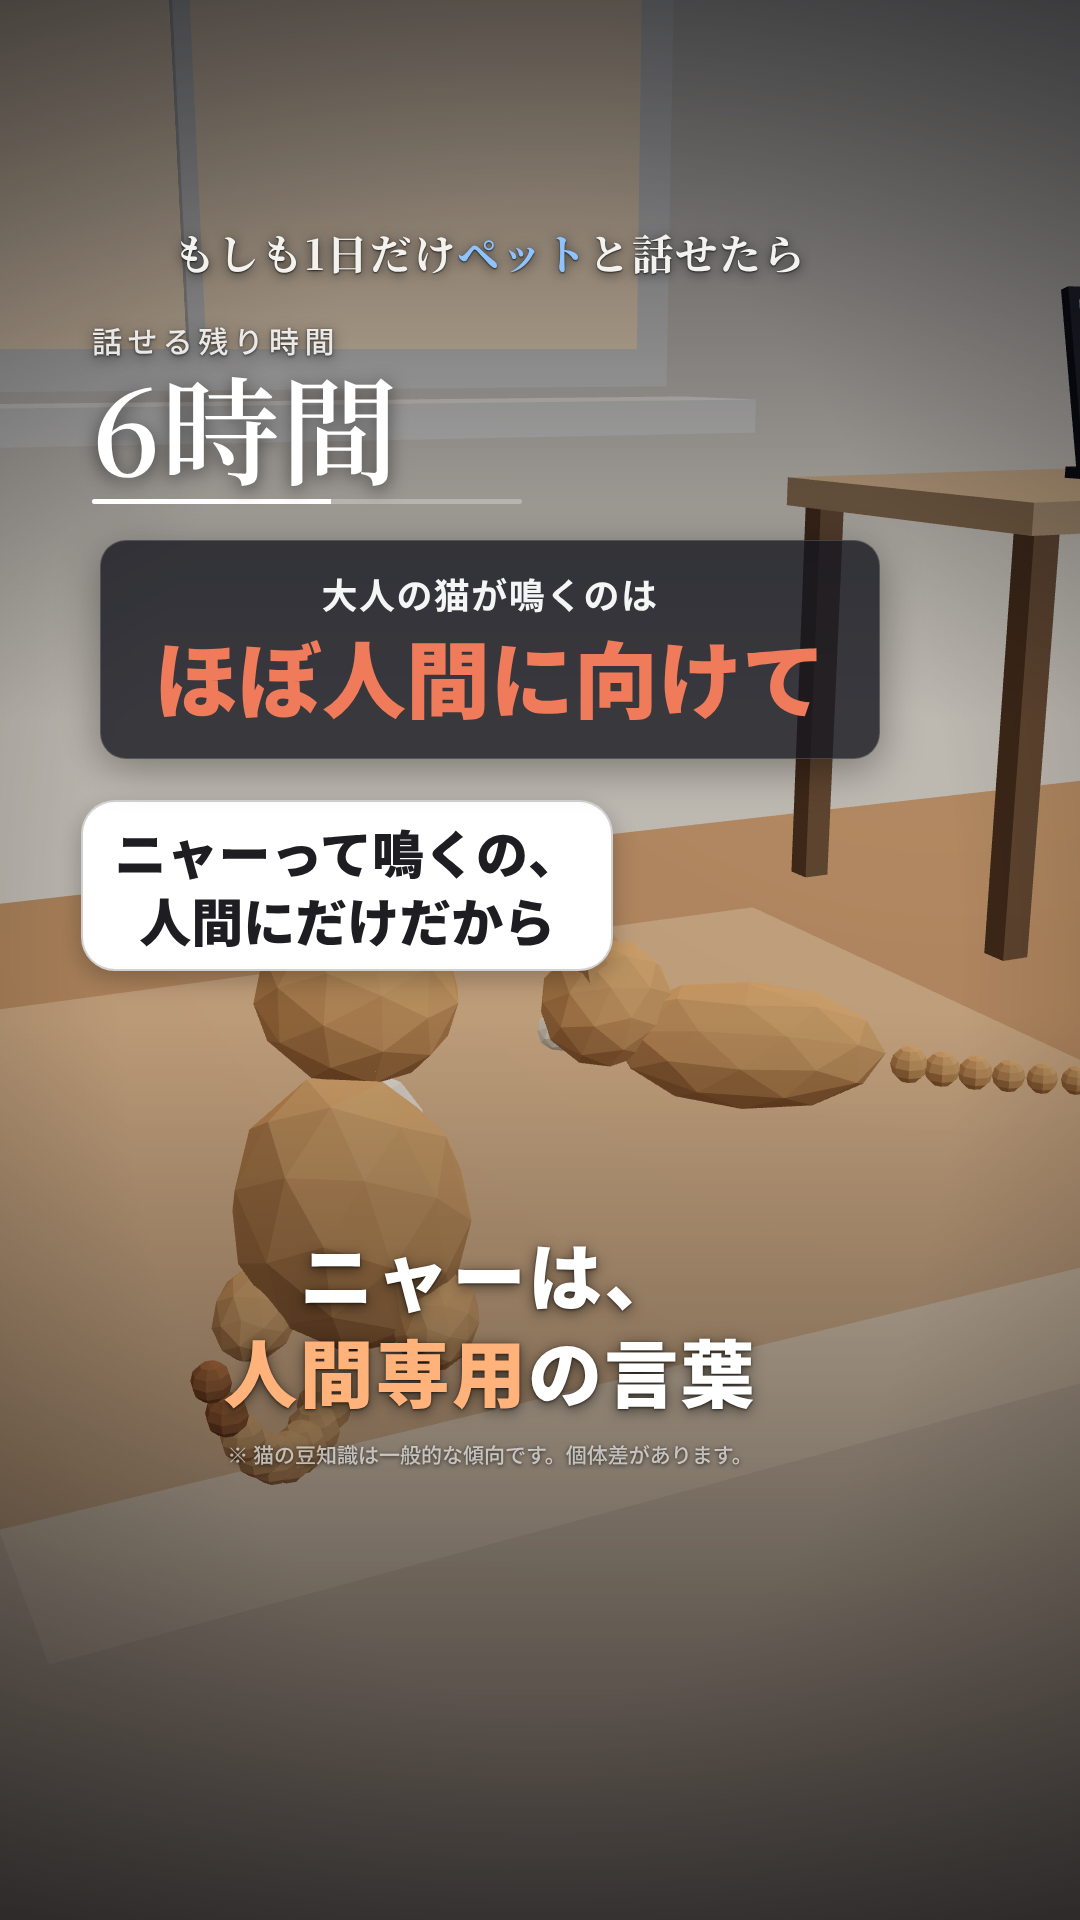 もしも1日だけペットと話せたら
話せる残り時間
6時間
大人の猫が鳴くのは
ほぼ人間に向けて
ニャーって鳴くの、
人間にだけだから
ニャーは、
人間専用の言葉
※ 猫の豆知識は一般的な傾向です。個体差があります。